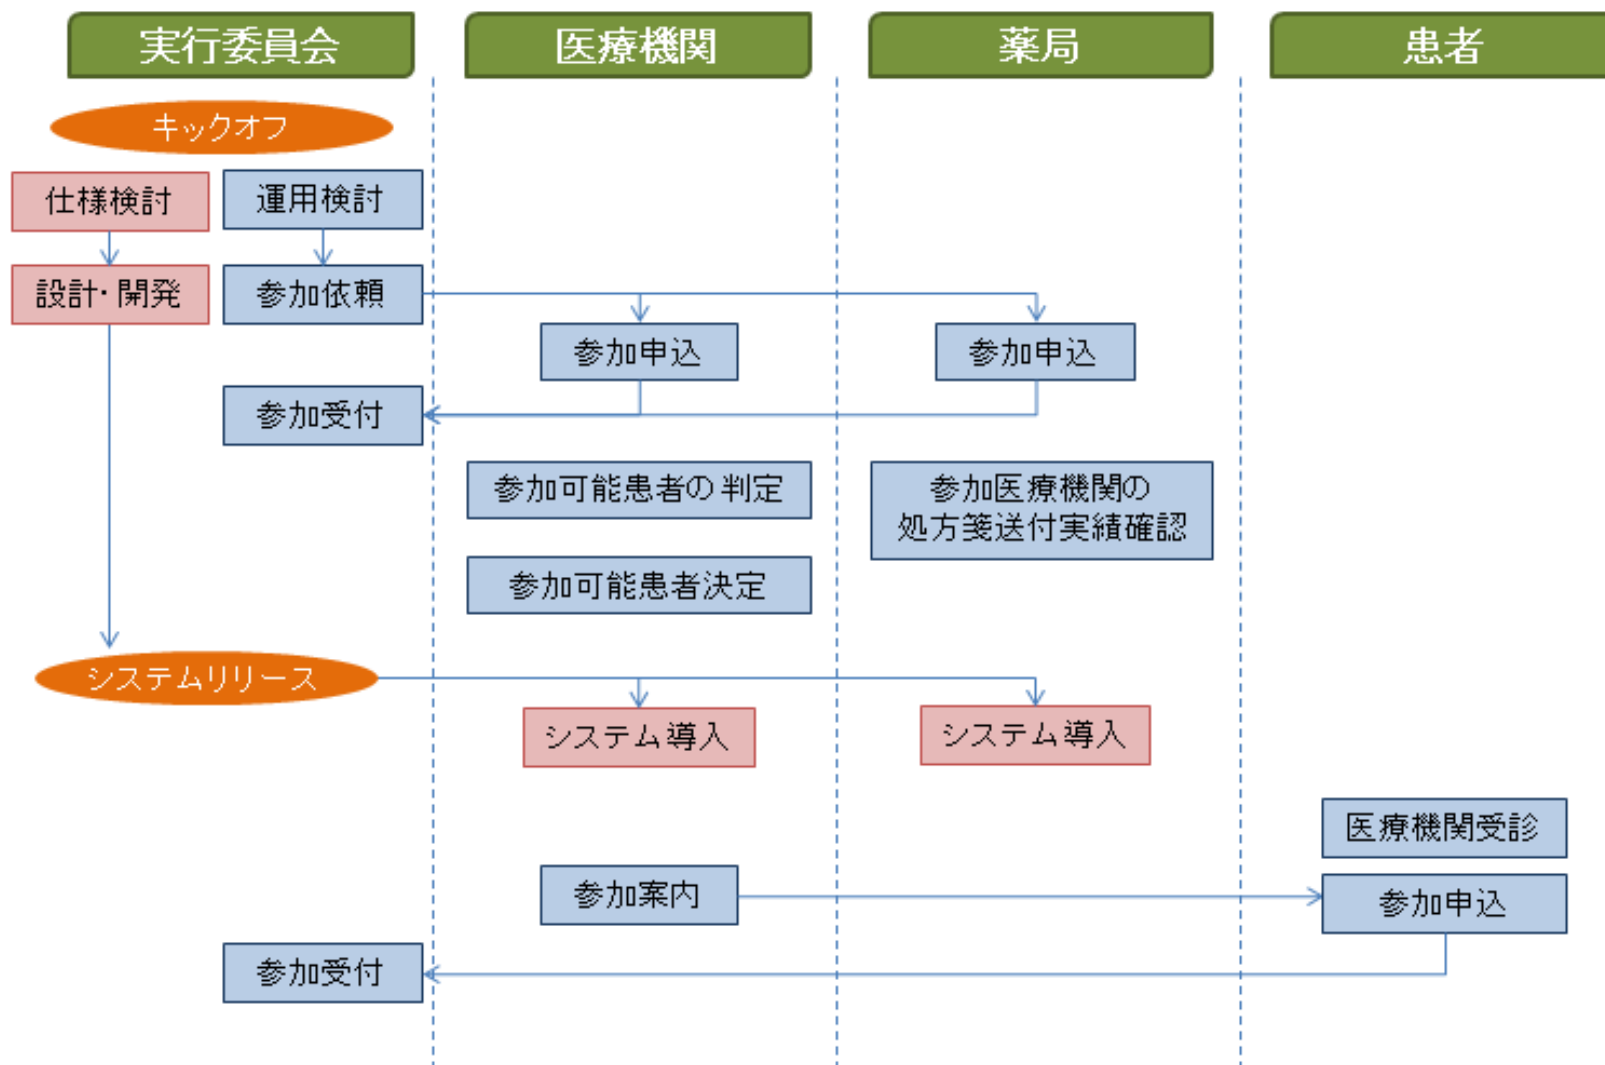 実行委員会
医療機関
薬局
患者
キックオフ
仕様検討
運用検討
設計・開発
参加依頼
参加申込
参加申込
参加受付
参加可能患者の判定
参加医療機関の
処方箋送付実績確認
参加可能患者決定
システムリリース
システム導入
システム導入
医療機関受診
参加案内
参加申込
参加受付